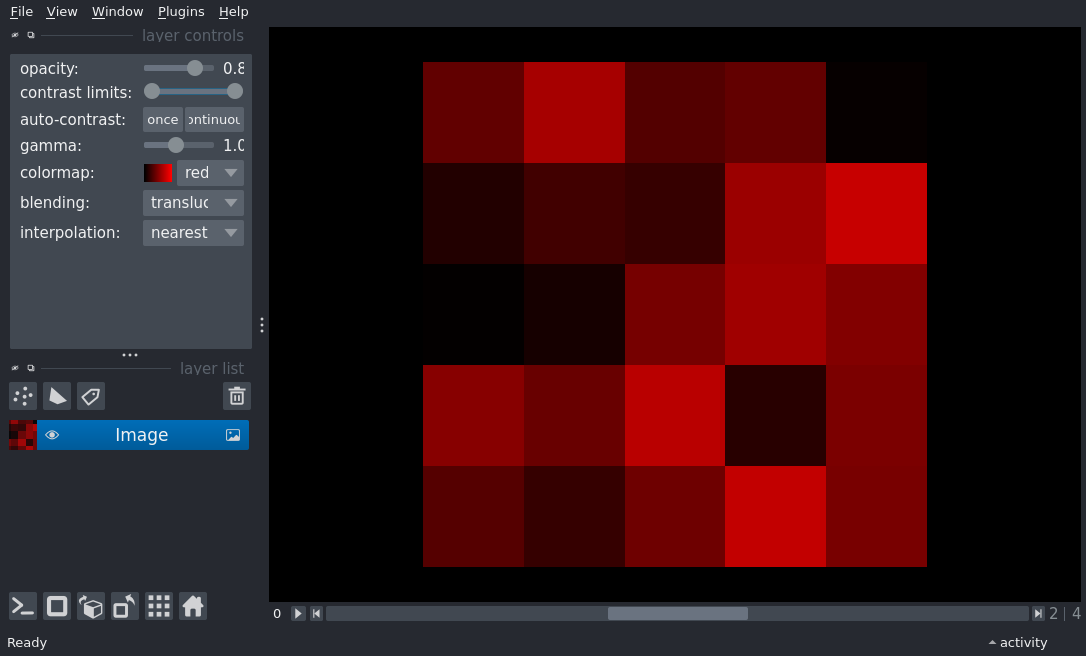 File View Window Plugins Help
layer controls
opacity: 0.8
contrast limits:
auto-contrast: once ontinuou
gamma: 1.0
colormap: red
blending: transluc
interpolation: nearest
layer list
Image
0 2 | 4
Ready activity